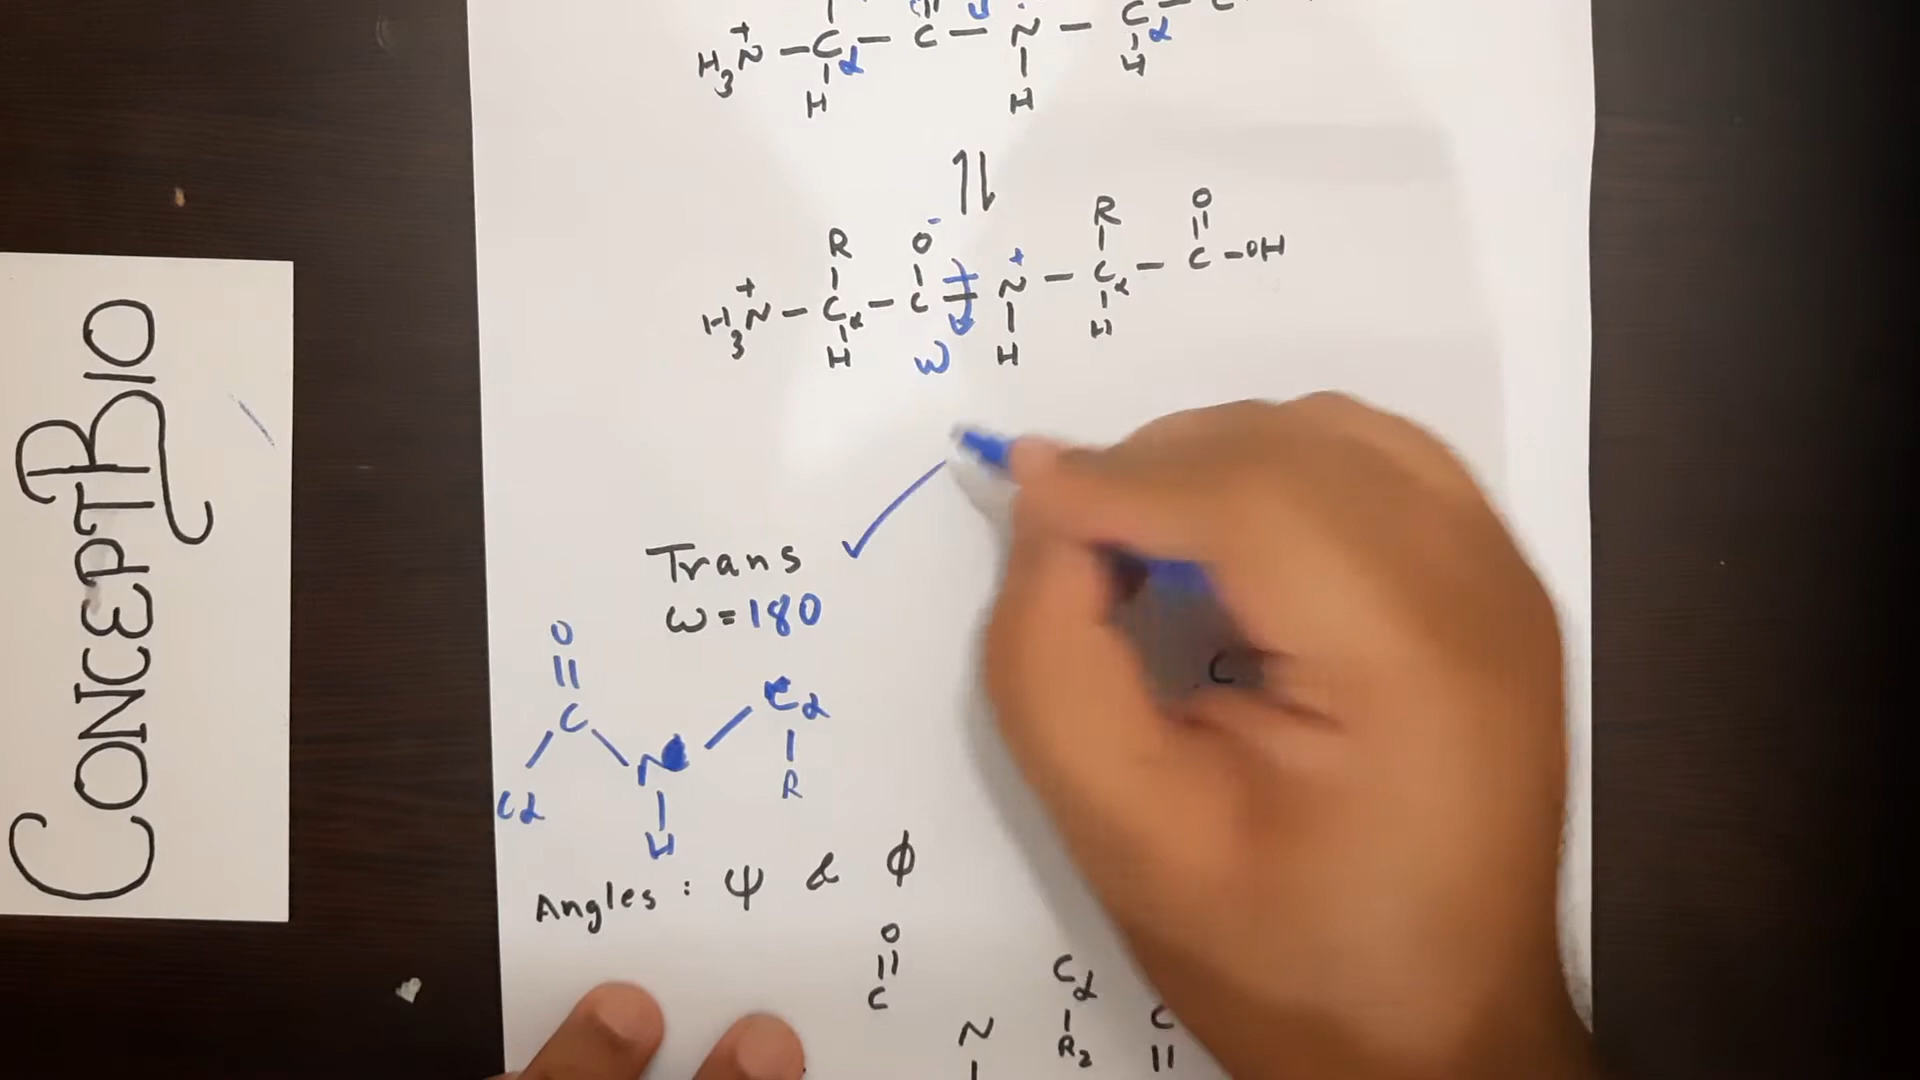 CONCEPTBIO
H3N+ - Cα - C - N - Cα
H H H
R O- R O
H3N+ - Cα - C = N+ - Cα - C - OH
H ω H H
Trans
ω = 180
O
C N Cα
Cα H R
C
Angles : ψ & ϕ
O
C Cα C
N R2